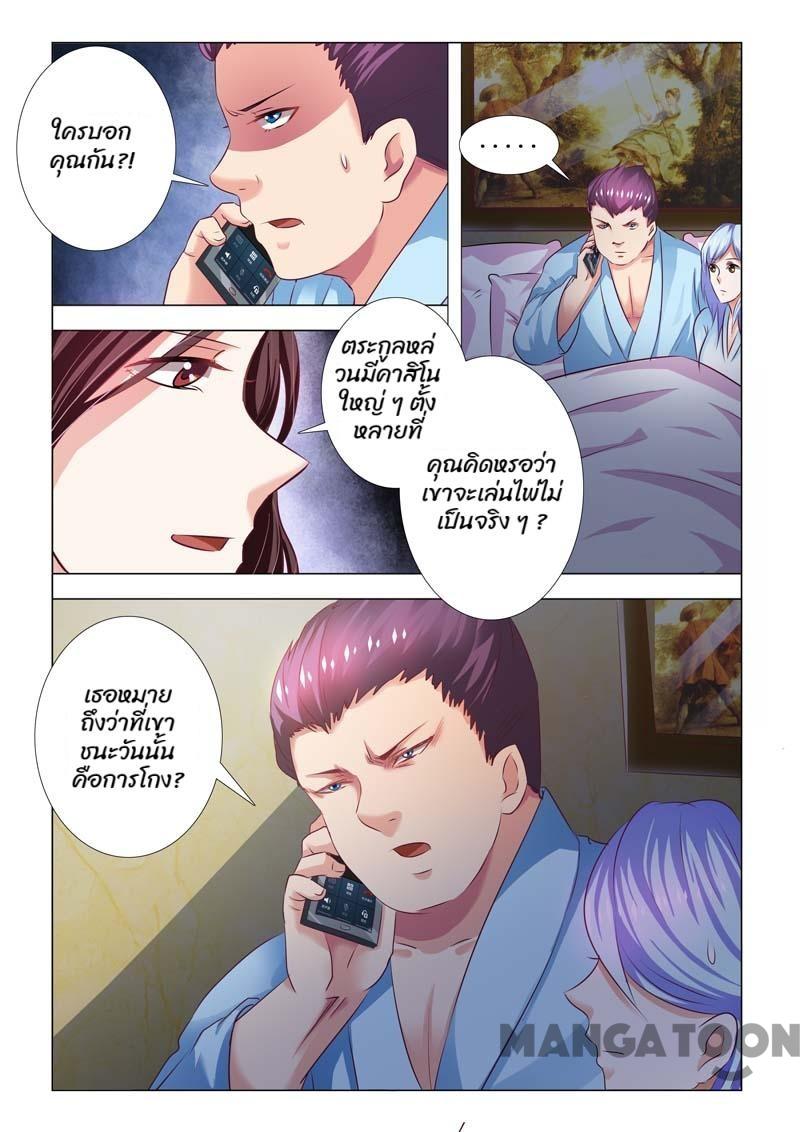 ใครบอก
คุณกัน?!
.....
ตระกูลหล่
วนมีคาสิโน
ใหญ่ ๆ ตั้ง
หลายที่
คุณคิดหรอว่า
เขาจะเล่นไพ่ไม่
เป็นจริง ๆ ?
เธอหมาย
ถึงว่าที่เขา
ชนะวันนั้น
คือการโกง?
MANGATOON